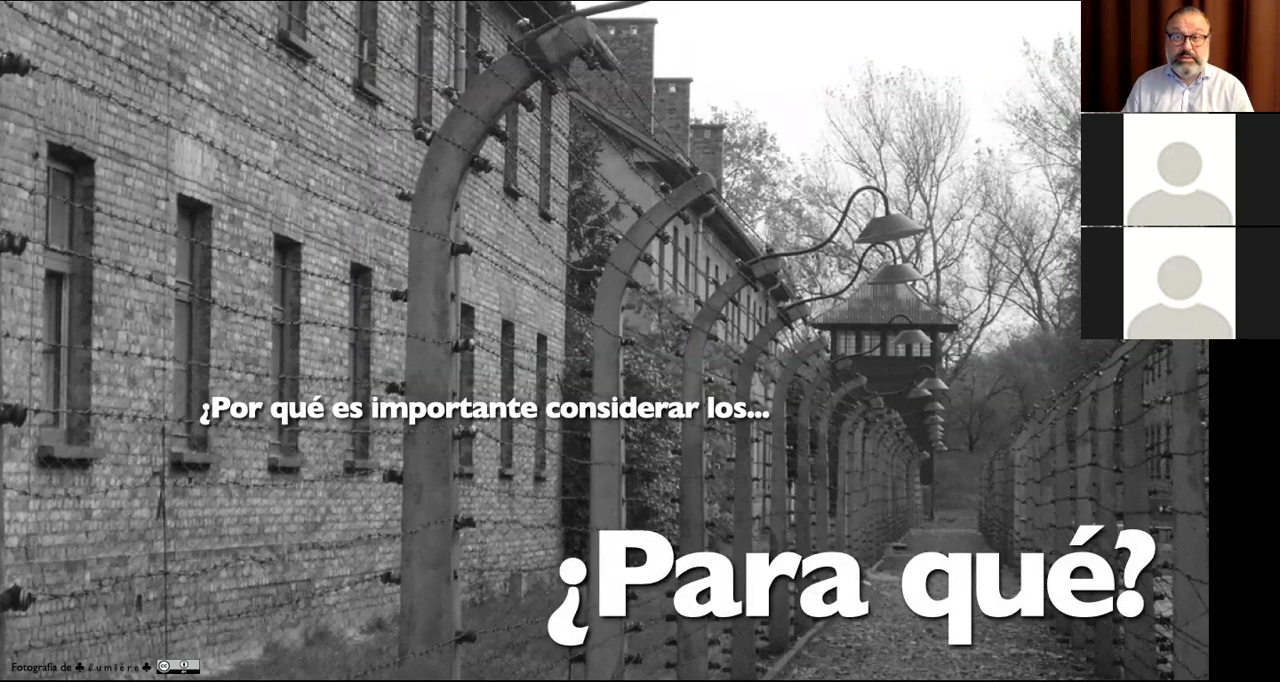 ¿Por qué es importante considerar los...
¿Para qué?
Fotografía de ♣ Lumière ♣